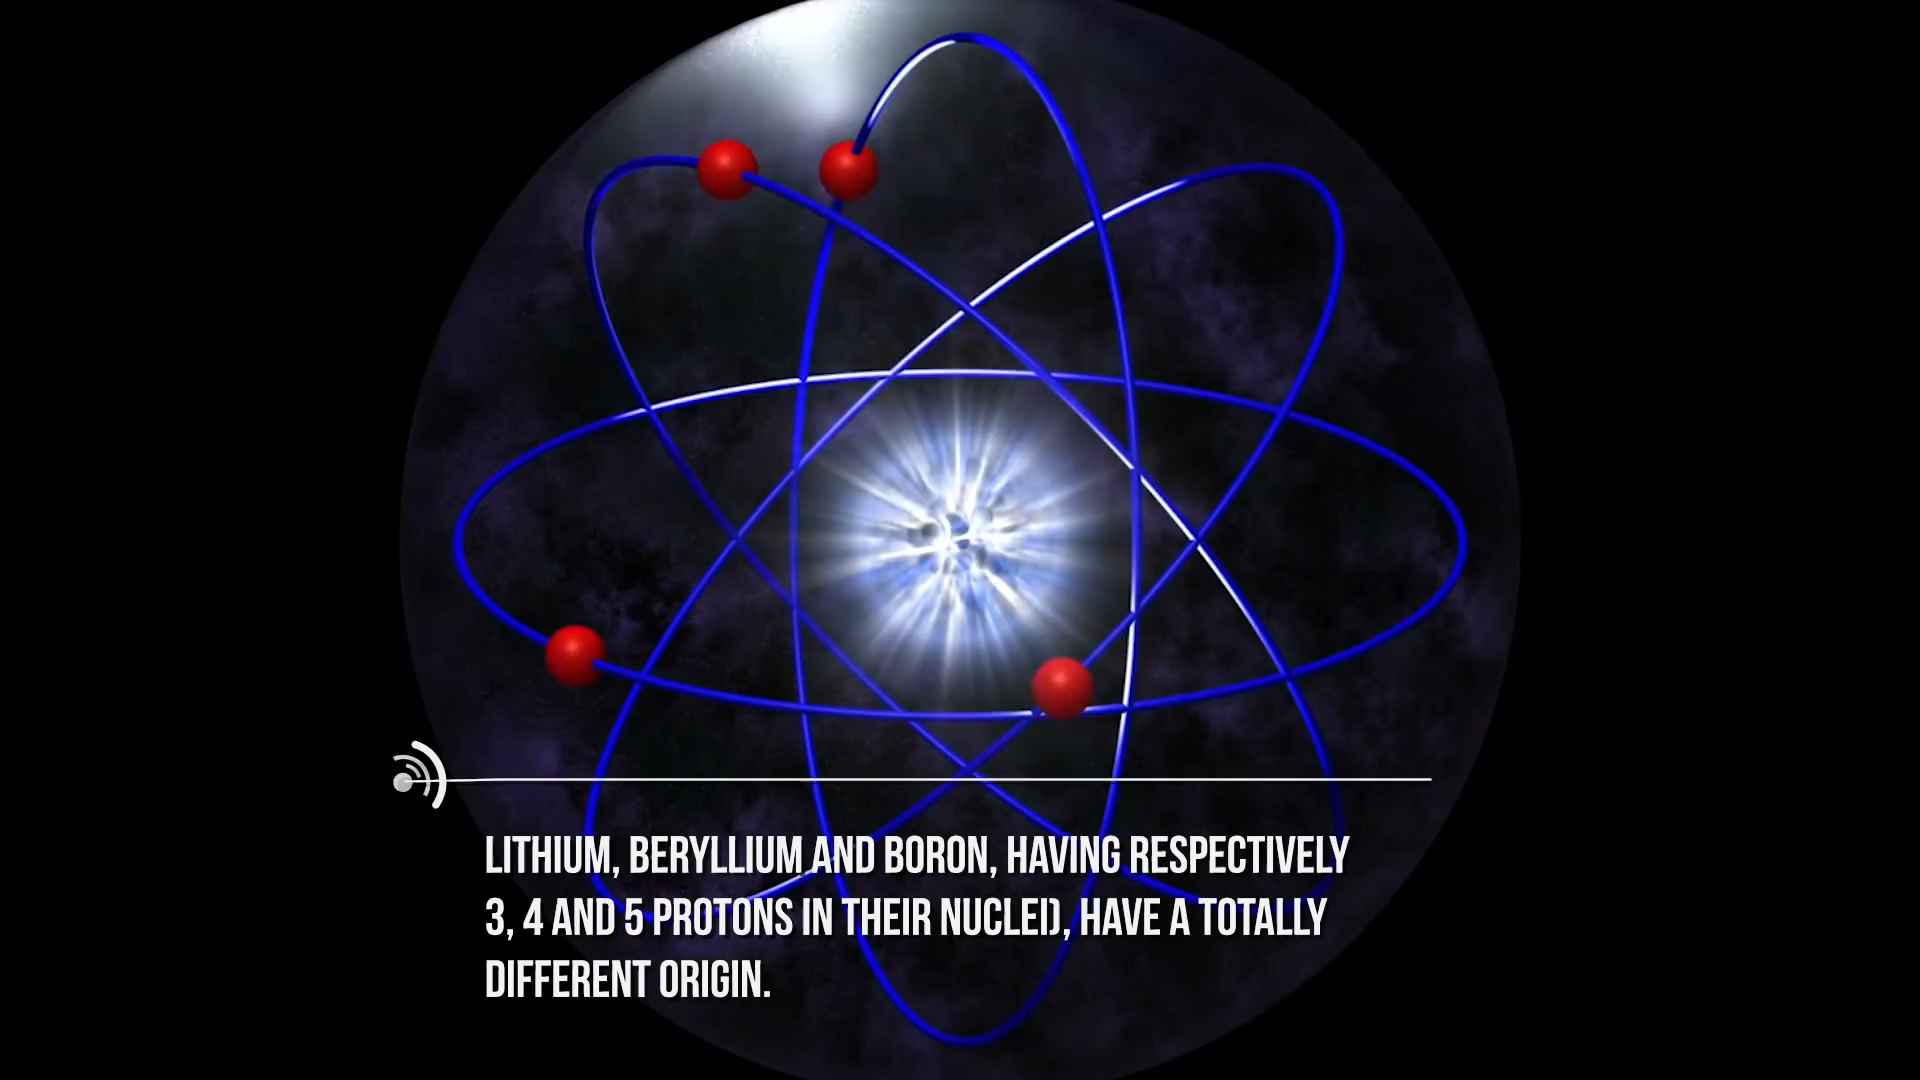 LITHIUM, BERYLLIUM AND BORON, HAVING RESPECTIVELY
3, 4 AND 5 PROTONS IN THEIR NUCLEI), HAVE A TOTALLY
DIFFERENT ORIGIN.